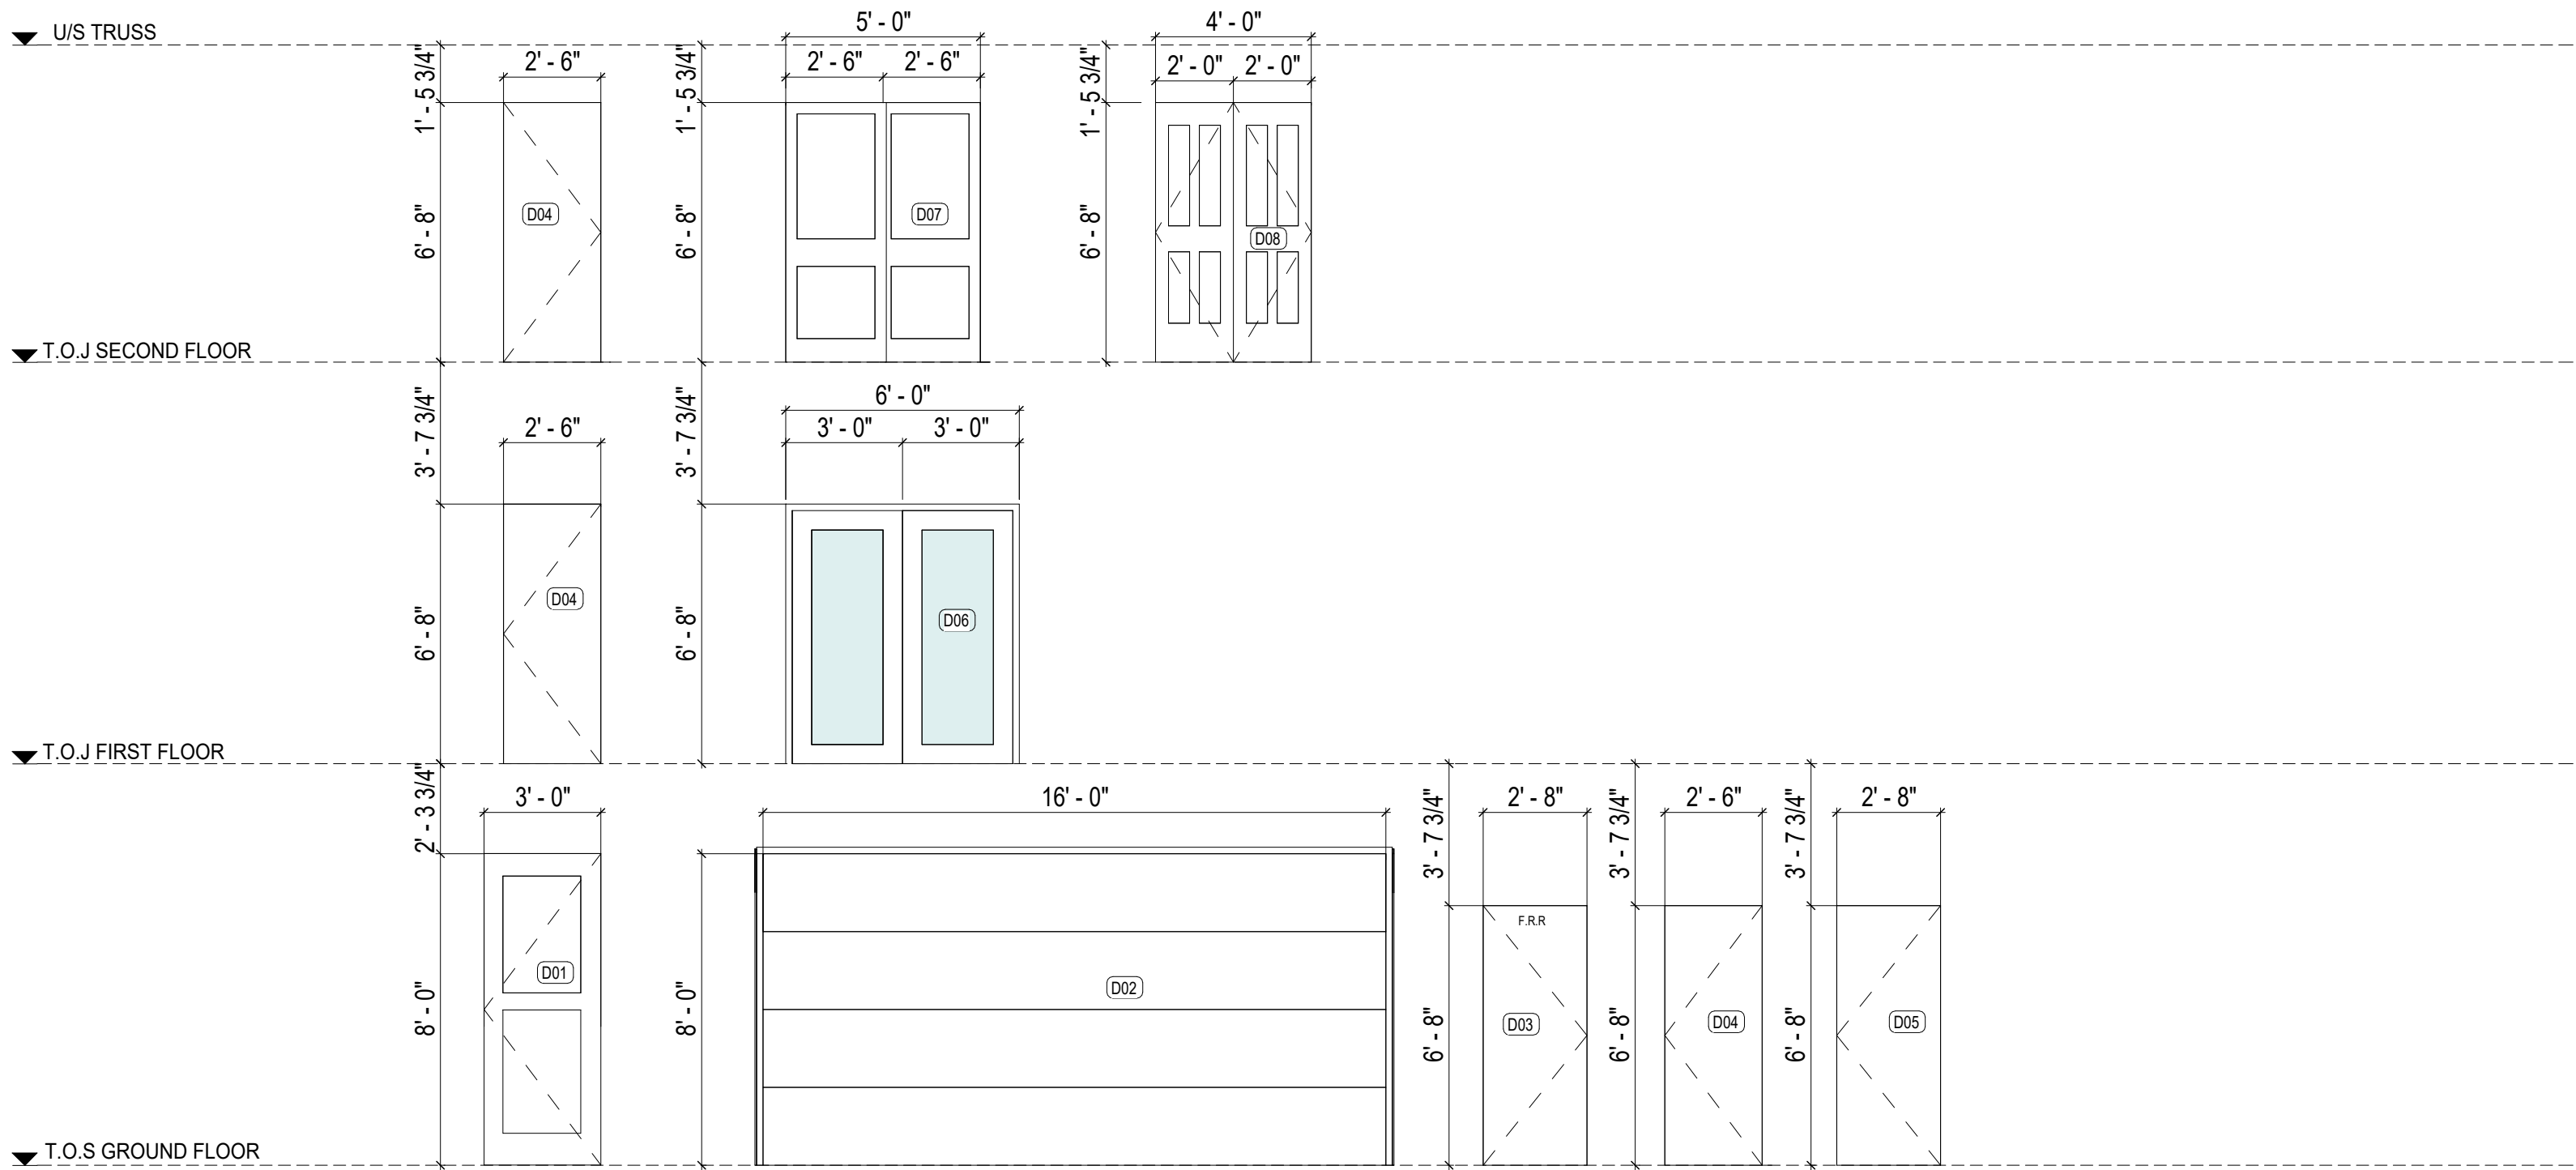 U/S TRUSS
5' - 0"
4' - 0"
2' - 6"
2' - 6"
2' - 6"
2' - 0"
2' - 0"
1' - 5 3/4"
1' - 5 3/4"
1' - 5 3/4"
6' - 8"
D04
6' - 8"
D07
6' - 8"
D08
T.O.J SECOND FLOOR
6' - 0"
2' - 6"
3' - 0"
3' - 0"
3' - 7 3/4"
3' - 7 3/4"
6' - 8"
D04
6' - 8"
D06
T.O.J FIRST FLOOR
2' - 3 3/4"
3' - 0"
16' - 0"
3' - 7 3/4"
2' - 8"
3' - 7 3/4"
2' - 6"
3' - 7 3/4"
2' - 8"
F.R.R
8' - 0"
D01
8' - 0"
D02
6' - 8"
D03
6' - 8"
D04
6' - 8"
D05
T.O.S GROUND FLOOR